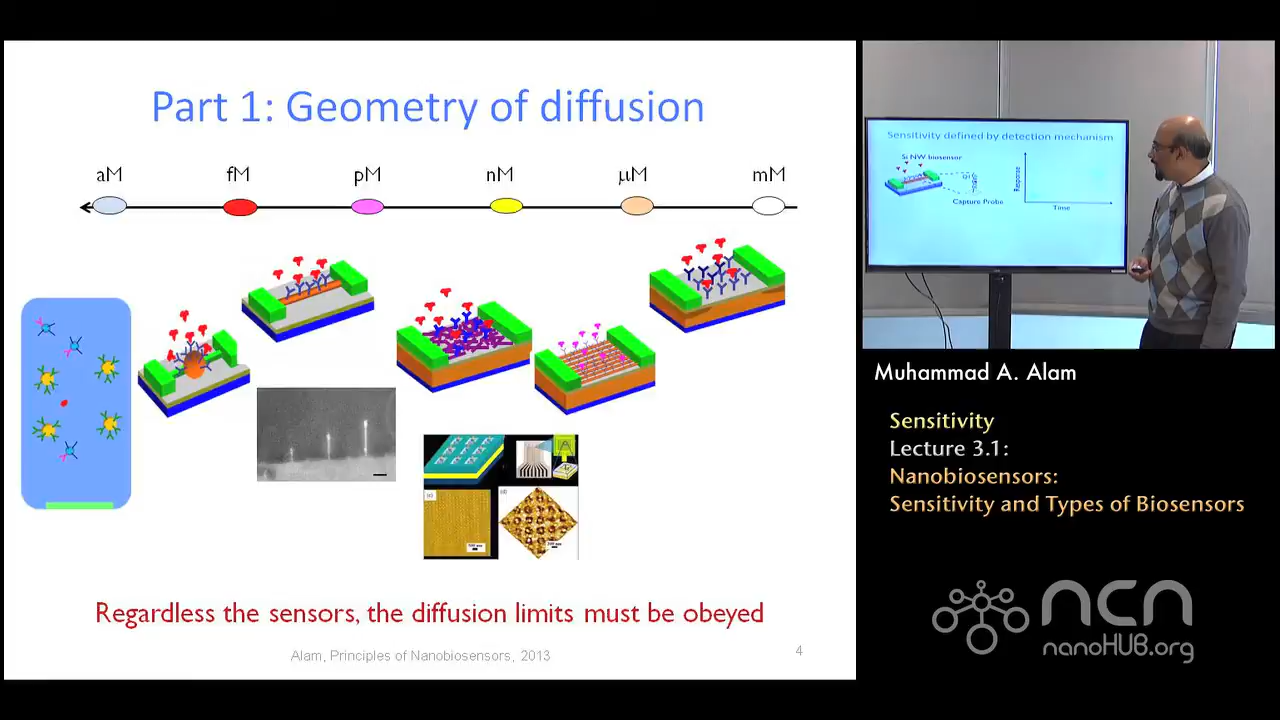 Part 1: Geometry of diffusion
aM
fM
pM
nM
μM
mM
Regardless the sensors, the diffusion limits must be obeyed
Alam, Principles of Nanobiosensors, 2013
4
Sensitivity defined by detection mechanism
Si NW biosensor
Response
Capture Probe
Time
Muhammad A. Alam
Sensitivity
Lecture 3.1:
Nanobiosensors:
Sensitivity and Types of Biosensors
ncn
nanoHUB.org